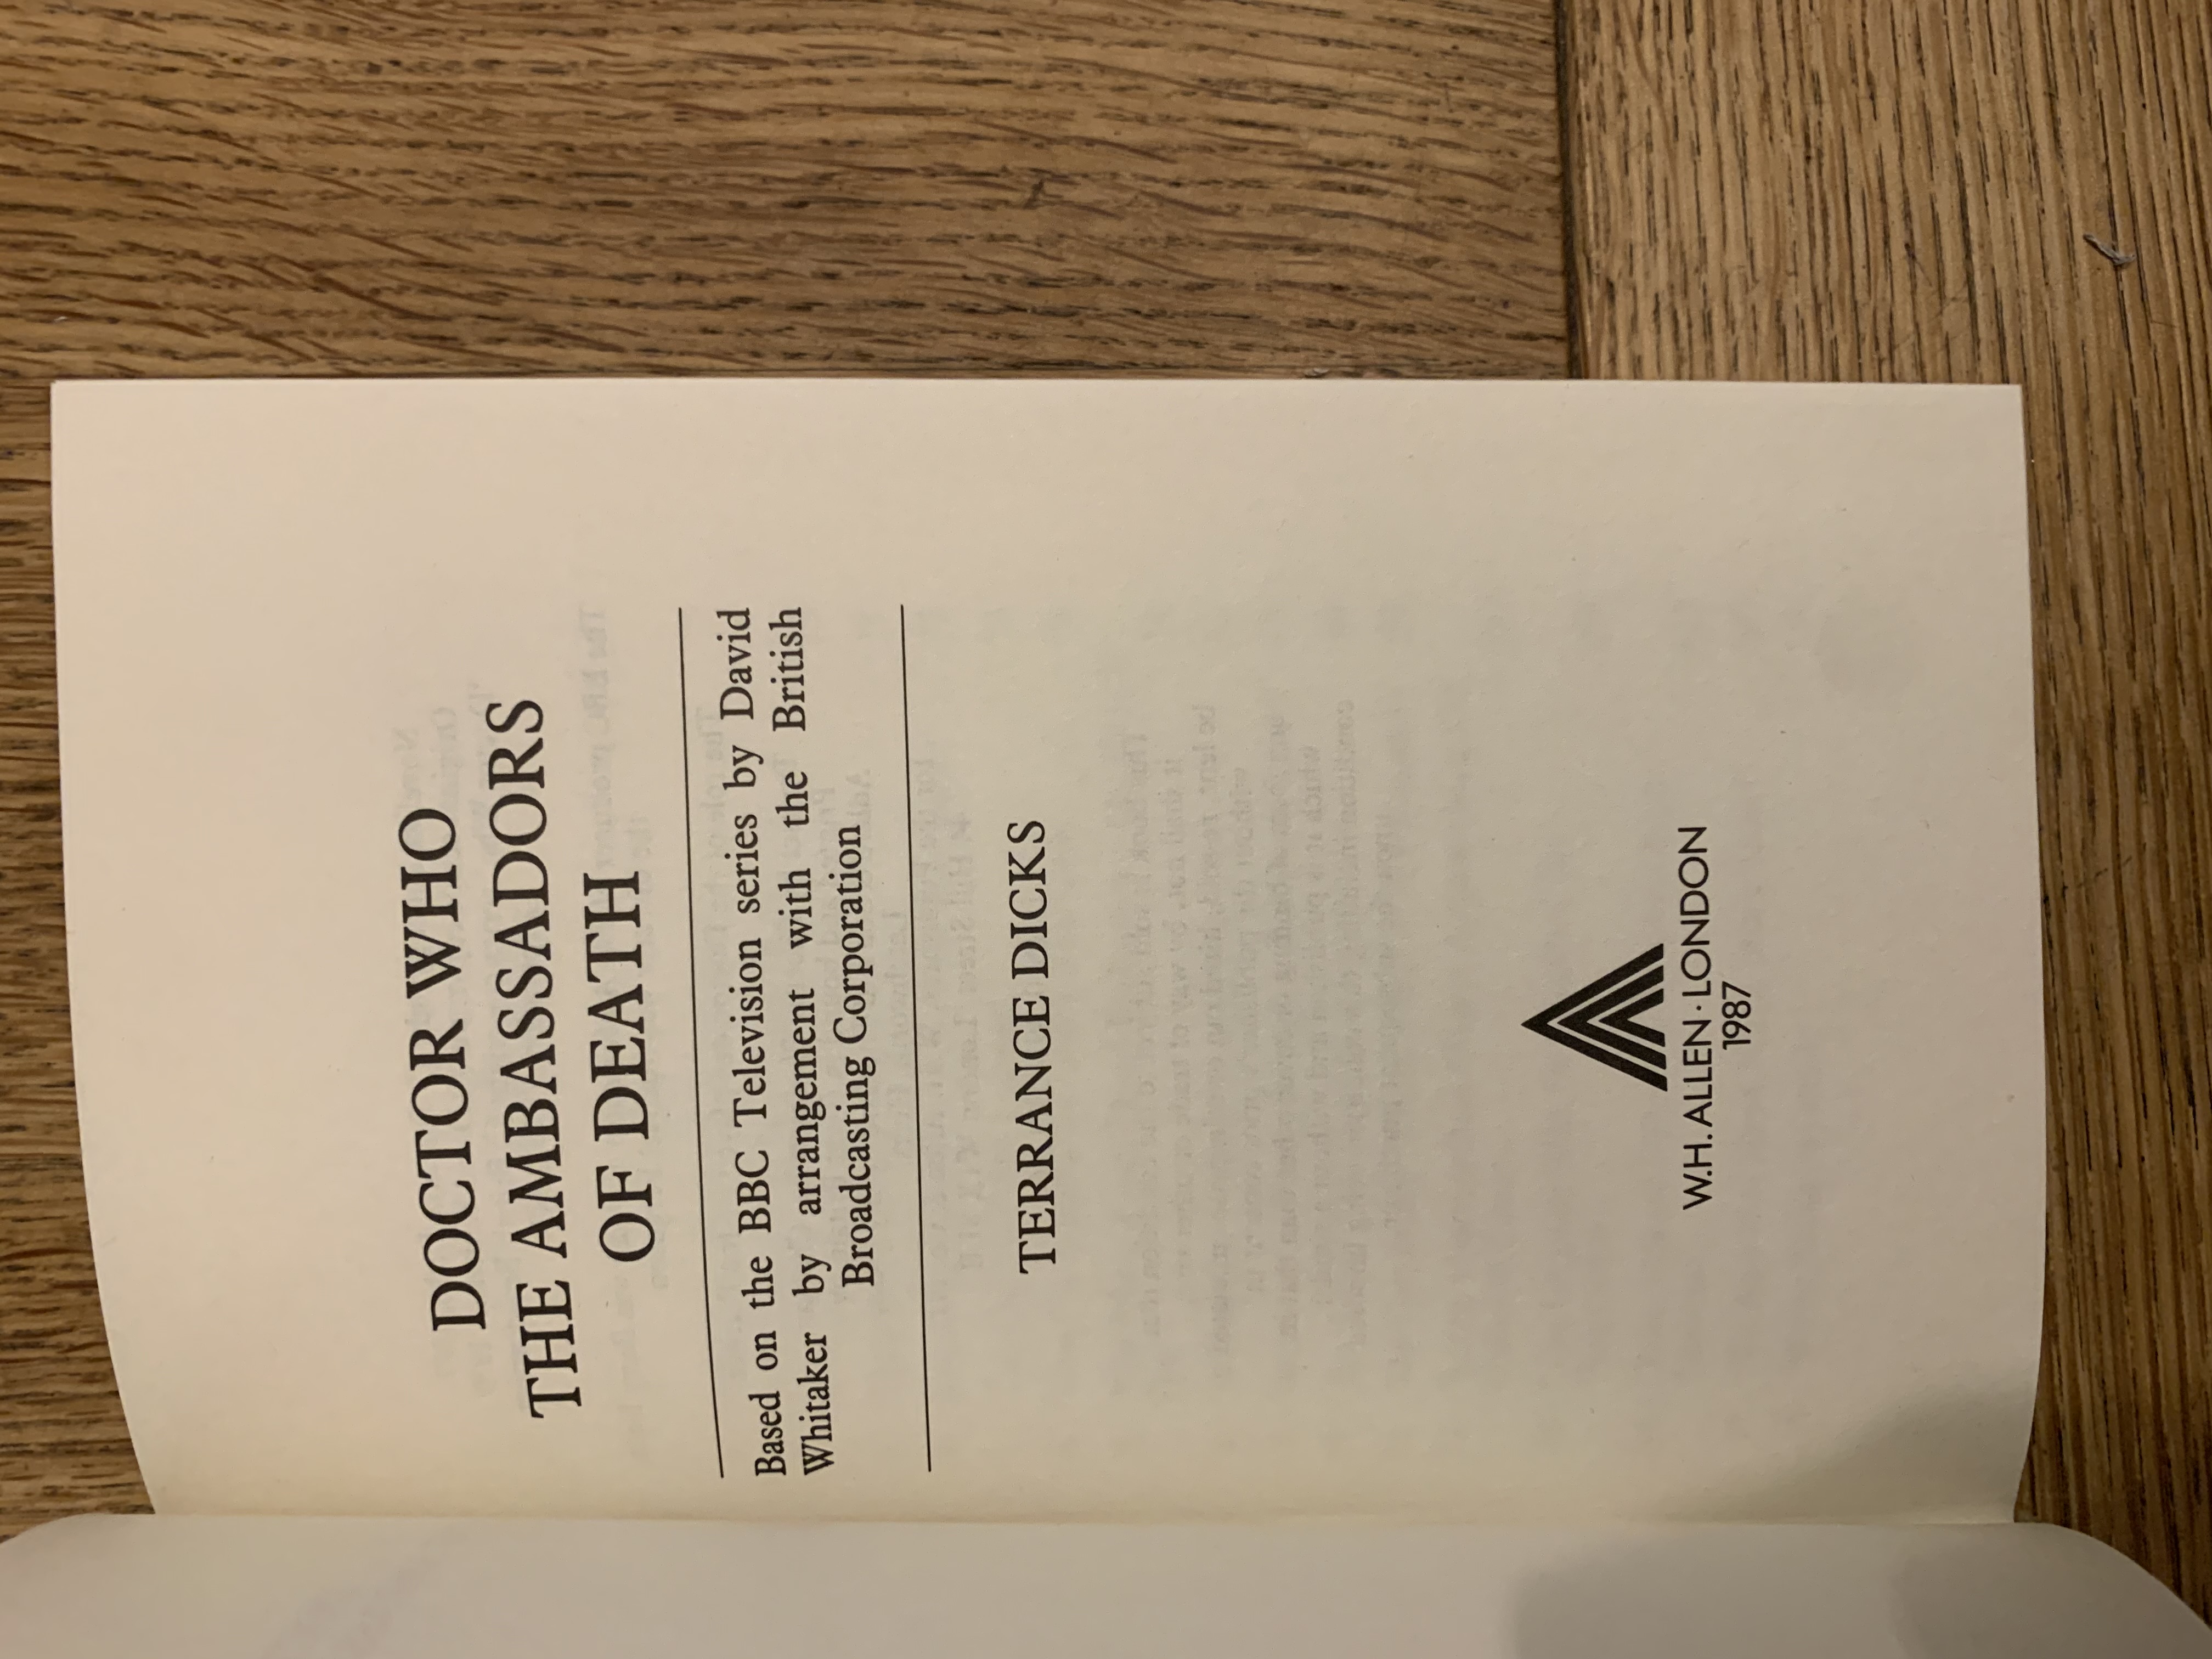 DOCTOR WHO
THE AMBASSADORS
OF DEATH
Based on the BBC Television series by David
Whitaker by arrangement with the British
Broadcasting Corporation
TERRANCE DICKS
W.H. ALLEN · LONDON
1987